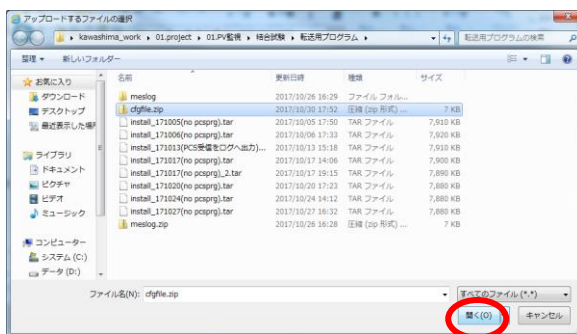 アップロードするファイルの選択
kawashima_work ▸ 01.project ▸ 01.PV監視 ▸ 結合試験 ▸ 転送用プログラム ▸
転送用プログラムの検索
整理 ▾ 新しいフォルダー
名前 更新日時 種類 サイズ
お気に入り
ダウンロード
デスクトップ
最近表示した場所
ライブラリ
ドキュメント
ピクチャ
ビデオ
ミュージック
コンピューター
システム (C:)
データ (D:)
meslog 2017/10/26 16:29 ファイル フォル...
cfgfile.zip 2017/10/30 17:52 圧縮 (zip 形式) ... 7 KB
install_171005(no pcsprg).tar 2017/10/05 17:50 TAR ファイル 7,910 KB
install_171006(no pcsprg).tar 2017/10/06 17:33 TAR ファイル 7,920 KB
install_171013(PCS受信をログへ出力)... 2017/10/13 15:18 TAR ファイル 7,910 KB
install_171017(no pcsprg).tar 2017/10/17 14:06 TAR ファイル 7,900 KB
install_171017(no pcsprg)_2.tar 2017/10/17 19:15 TAR ファイル 7,890 KB
install_171020(no pcsprg).tar 2017/10/20 17:23 TAR ファイル 7,880 KB
install_171024(no pcsprg).tar 2017/10/24 14:12 TAR ファイル 7,880 KB
install_171027(no pcsprg).tar 2017/10/27 16:32 TAR ファイル 7,880 KB
meslog.zip 2017/10/26 16:28 圧縮 (zip 形式) ... 7 KB
ファイル名(N): cfgfile.zip
すべてのファイル (*.*)
開く(O) キャンセル